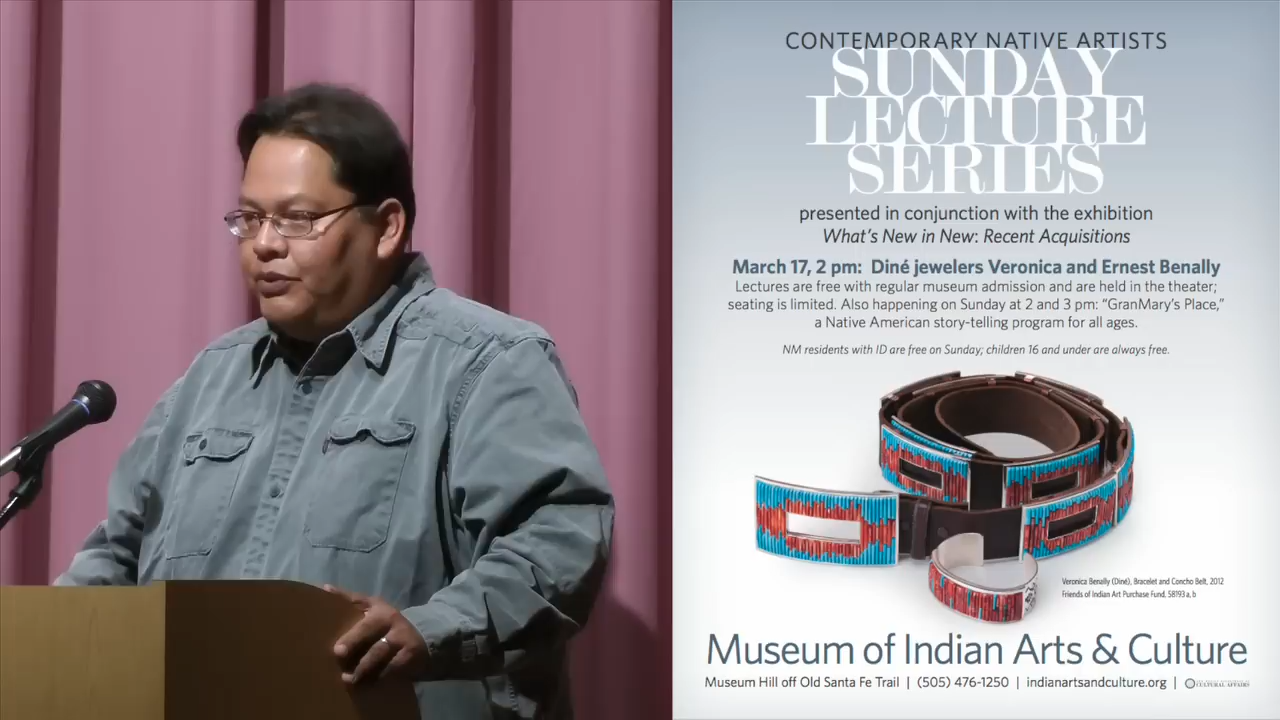 CONTEMPORARY NATIVE ARTISTS
SUNDAY
LECTURE
SERIES
presented in conjunction with the exhibition
What's New in New: Recent Acquisitions
March 17, 2 pm: Diné jewelers Veronica and Ernest Benally
Lectures are free with regular museum admission and are held in the theater;
seating is limited. Also happening on Sunday at 2 and 3 pm: “GranMary's Place,”
a Native American story-telling program for all ages.
NM residents with ID are free on Sunday; children 16 and under are always free.
Veronica Benally (Diné), Bracelet and Concho Belt, 2012
Friends of Indian Art Purchase Fund, 58193 a, b
Museum of Indian Arts & Culture
Museum Hill off Old Santa Fe Trail | (505) 476-1250 | indianartsandculture.org | CULTURAL AFFAIRS